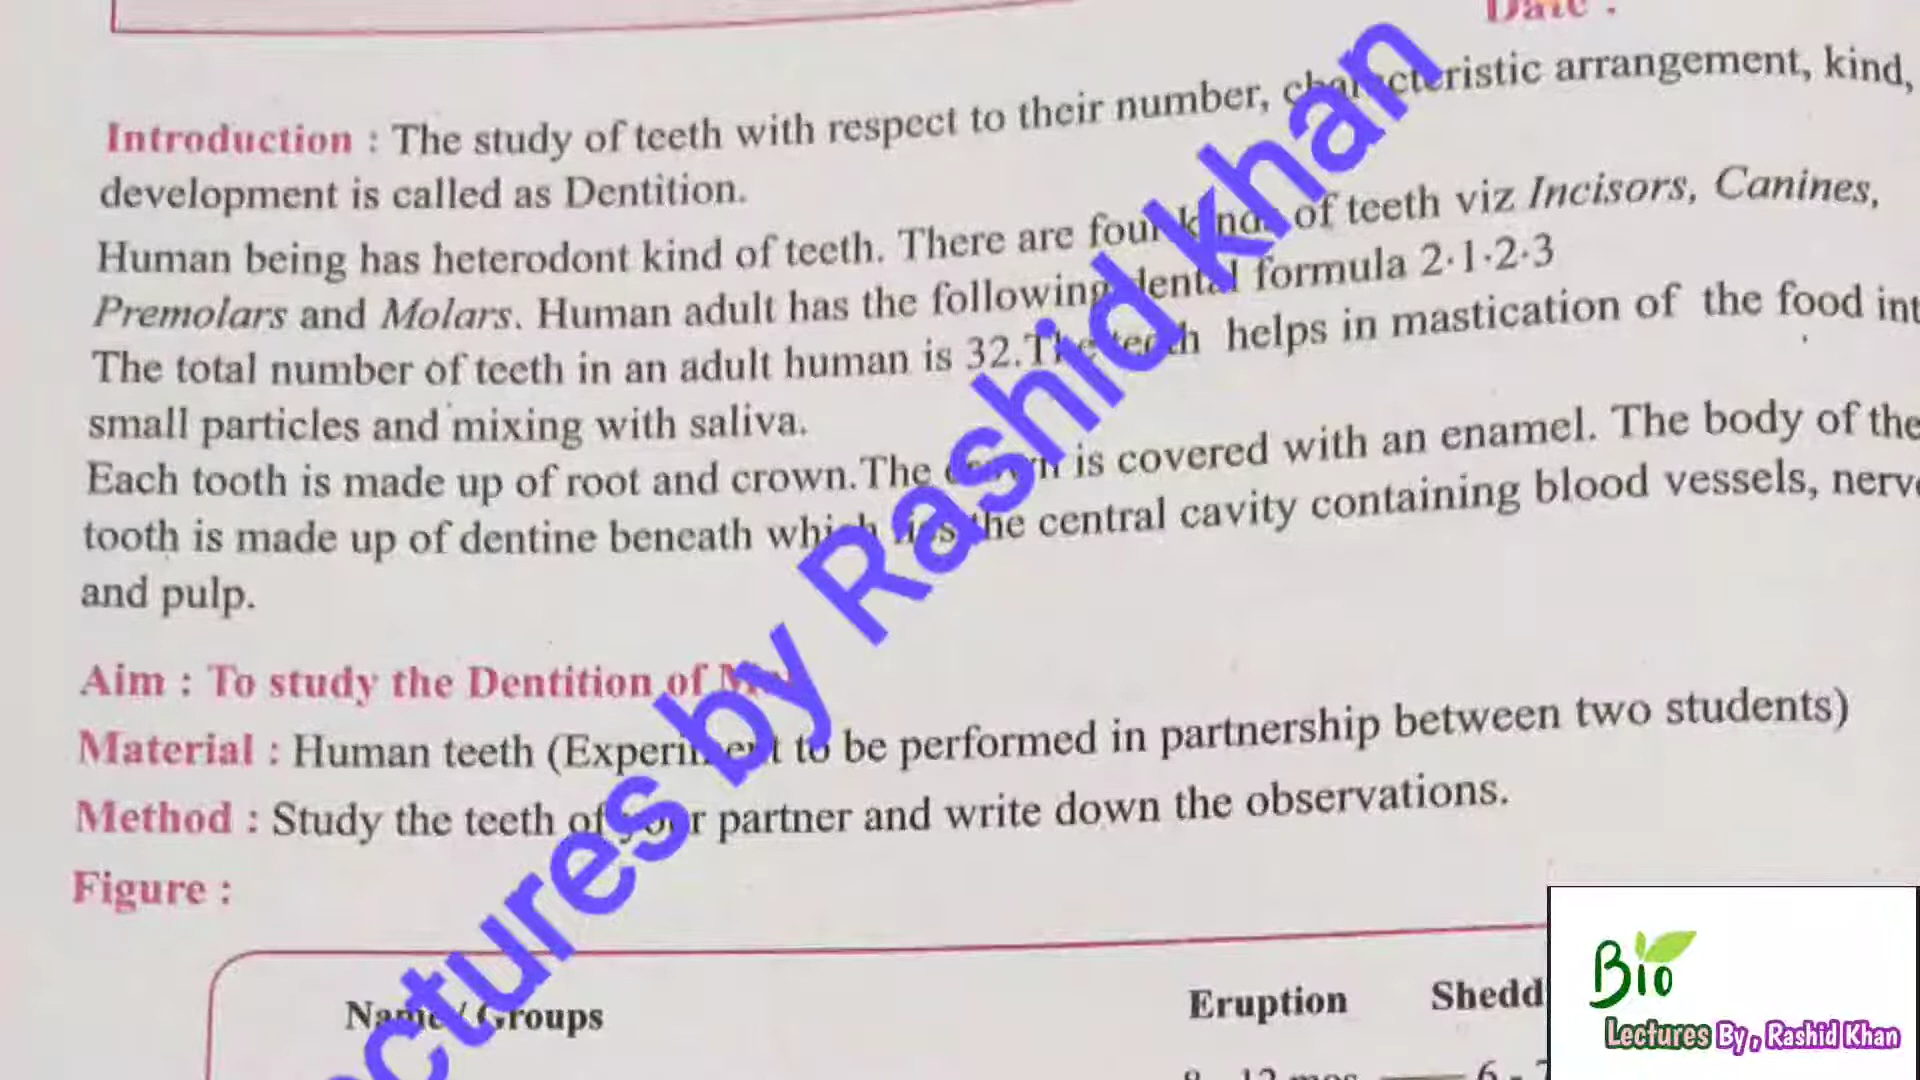 Date :
Introduction : The study of teeth with respect to their number, characteristic arrangement, kind,
development is called as Dentition.
Human being has heterodont kind of teeth. There are four kinds of teeth viz Incisors, Canines,
Premolars and Molars. Human adult has the following dental formula 2·1·2·3
The total number of teeth in an adult human is 32.The teeth helps in mastication of the food int
small particles and mixing with saliva.
Each tooth is made up of root and crown.The crown is covered with an enamel. The body of the
tooth is made up of dentine beneath which lies the central cavity containing blood vessels, nerve
and pulp.
Aim : To study the Dentition of
Material : Human teeth (Experiment to be performed in partnership between two students)
Method : Study the teeth of your partner and write down the observations.
Figure :
Name / Groups Eruption Shedd
12 mos 6 -
ctures by Rashid khan
Bio
Lectures By , Rashid Khan